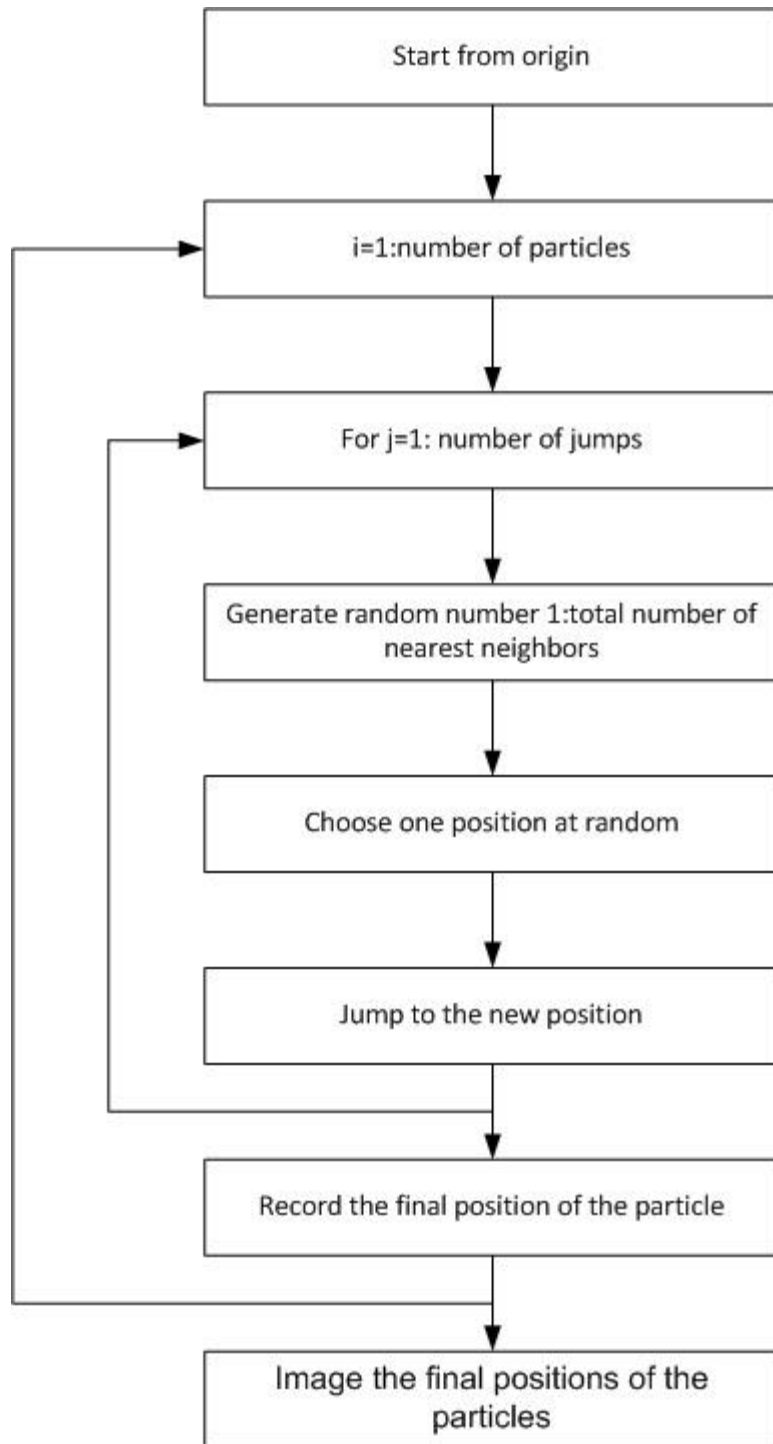 Start from origin
i=1:number of particles
For j=1: number of jumps
Generate random number 1:total number of
nearest neighbors
Choose one position at random
Jump to the new position
Record the final position of the particle
Image the final positions of the
particles